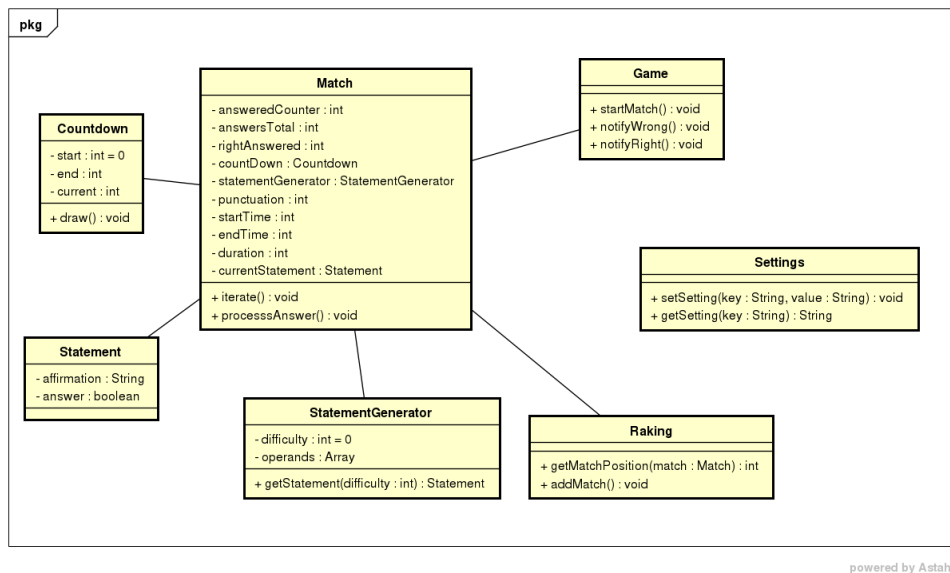 pkg
Match
- answeredCounter : int
- answersTotal : int
- rightAnswered : int
- countDown : Countdown
- statementGenerator : StatementGenerator
- punctuation : int
- startTime : int
- endTime : int
- duration : int
- currentStatement : Statement
+ iterate() : void
+ processsAnswer() : void
Game
+ startMatch() : void
+ notifyWrong() : void
+ notifyRight() : void
Countdown
- start : int = 0
- end : int
- current : int
+ draw() : void
Settings
+ setSetting(key : String, value : String) : void
+ getSetting(key : String) : String
Statement
- affirmation : String
- answer : boolean
StatementGenerator
- difficulty : int = 0
- operands : Array
+ getStatement(difficulty : int) : Statement
Raking
+ getMatchPosition(match : Match) : int
+ addMatch() : void
powered by Astah